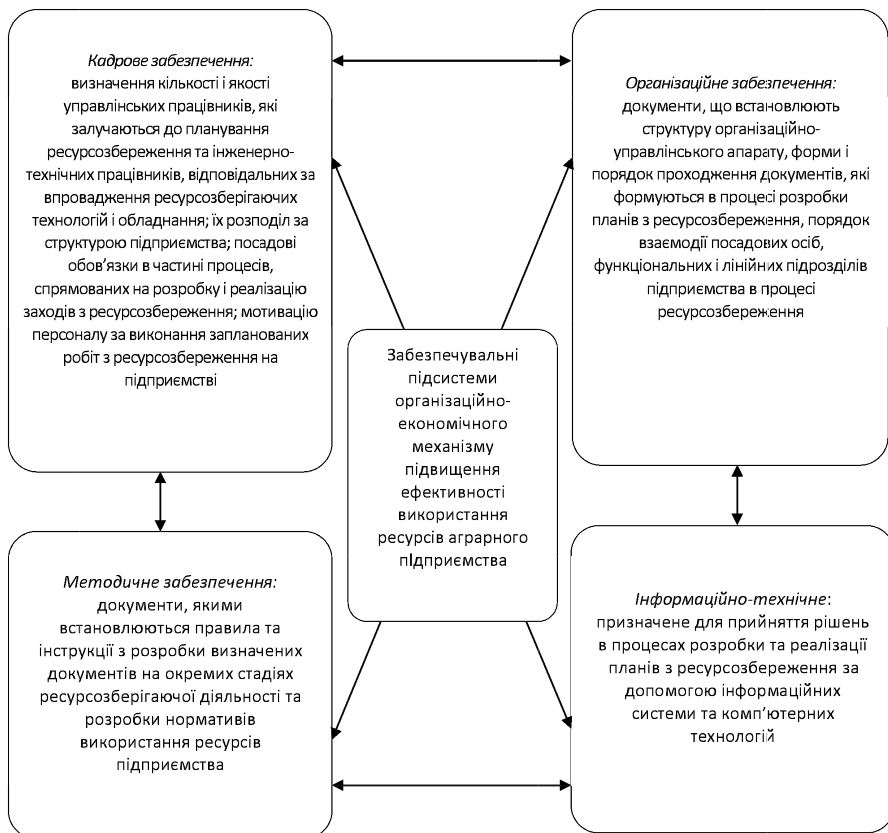 Кадрове забезпечення:
визначення кількості і якості
управлінських працівників, які
залучаються до планування
ресурсозбереження та інженерно-
технічних працівників, відповідальних за
впровадження ресурсозберігаючих
технологій і обладнання; їх розподіл за
структурою підприємства; посадові
обов’язки в частині процесів,
спрямованих на розробку і реалізацію
заходів з ресурсозбереження; мотивацію
персоналу за виконання запланованих
робіт з ресурсозбереження на
підприємстві
Організаційне забезпечення:
документи, що встановлюють
структуру організаційно-
управлінського апарату, форми і
порядок проходження документів, які
формуються в процесі розробки
планів з ресурсозбереження, порядок
взаємодії посадових осіб,
функціональних і лінійних підрозділів
підприємства в процесі
ресурсозбереження
Забезпечувальні
підсистеми
організаційно-
економічного
механізму
підвищення
ефективності
використання
ресурсів аграрного
підприємства
Методичне забезпечення:
документи, якими
встановлюються правила та
інструкції з розробки визначених
документів на окремих стадіях
ресурсозберігаючої діяльності та
розробки нормативів
використання ресурсів
підприємства
Інформаційно-технічне:
призначене для прийняття рішень
в процесах розробки та реалізації
планів з ресурсозбереження за
допомогою інформаційних
системи та комп’ютерних
технологій